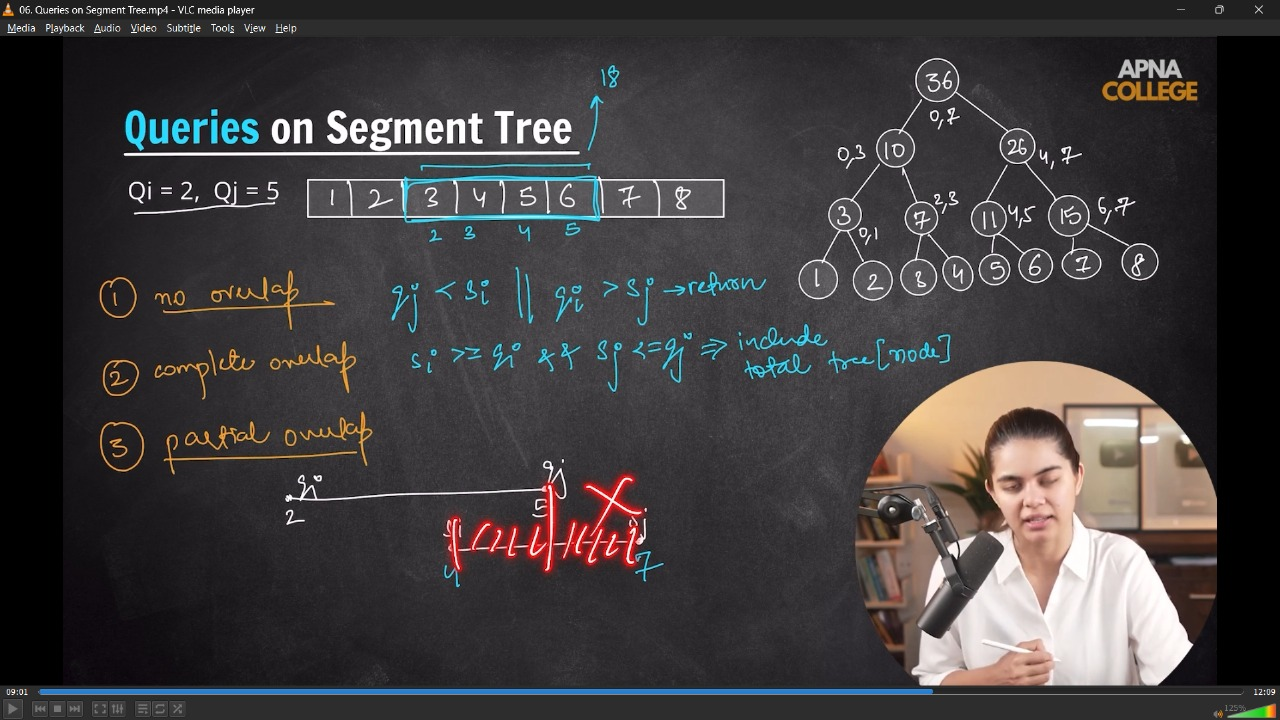 06. Queries on Segment Tree.mp4 - VLC media player
Media Playback Audio Video Subtitle Tools View Help
APNA
COLLEGE
18
Queries on Segment Tree
Qi = 2, Qj = 5
1 2 3 4 5 6 7 8
2 3 4 5
36
0,7
0,3 10
26 4,7
3 0,1
7 2,3
11 4,5
15 6,7
1 2 3 4 5 6 7 8
① no overlap
qj < si || qi > sj → return
② complete overlap
si >= qi && sj <= qj ⇒ include
total tree[node]
③ partial overlap
qi qj
2 5
4 7
09:01
12:09
125%